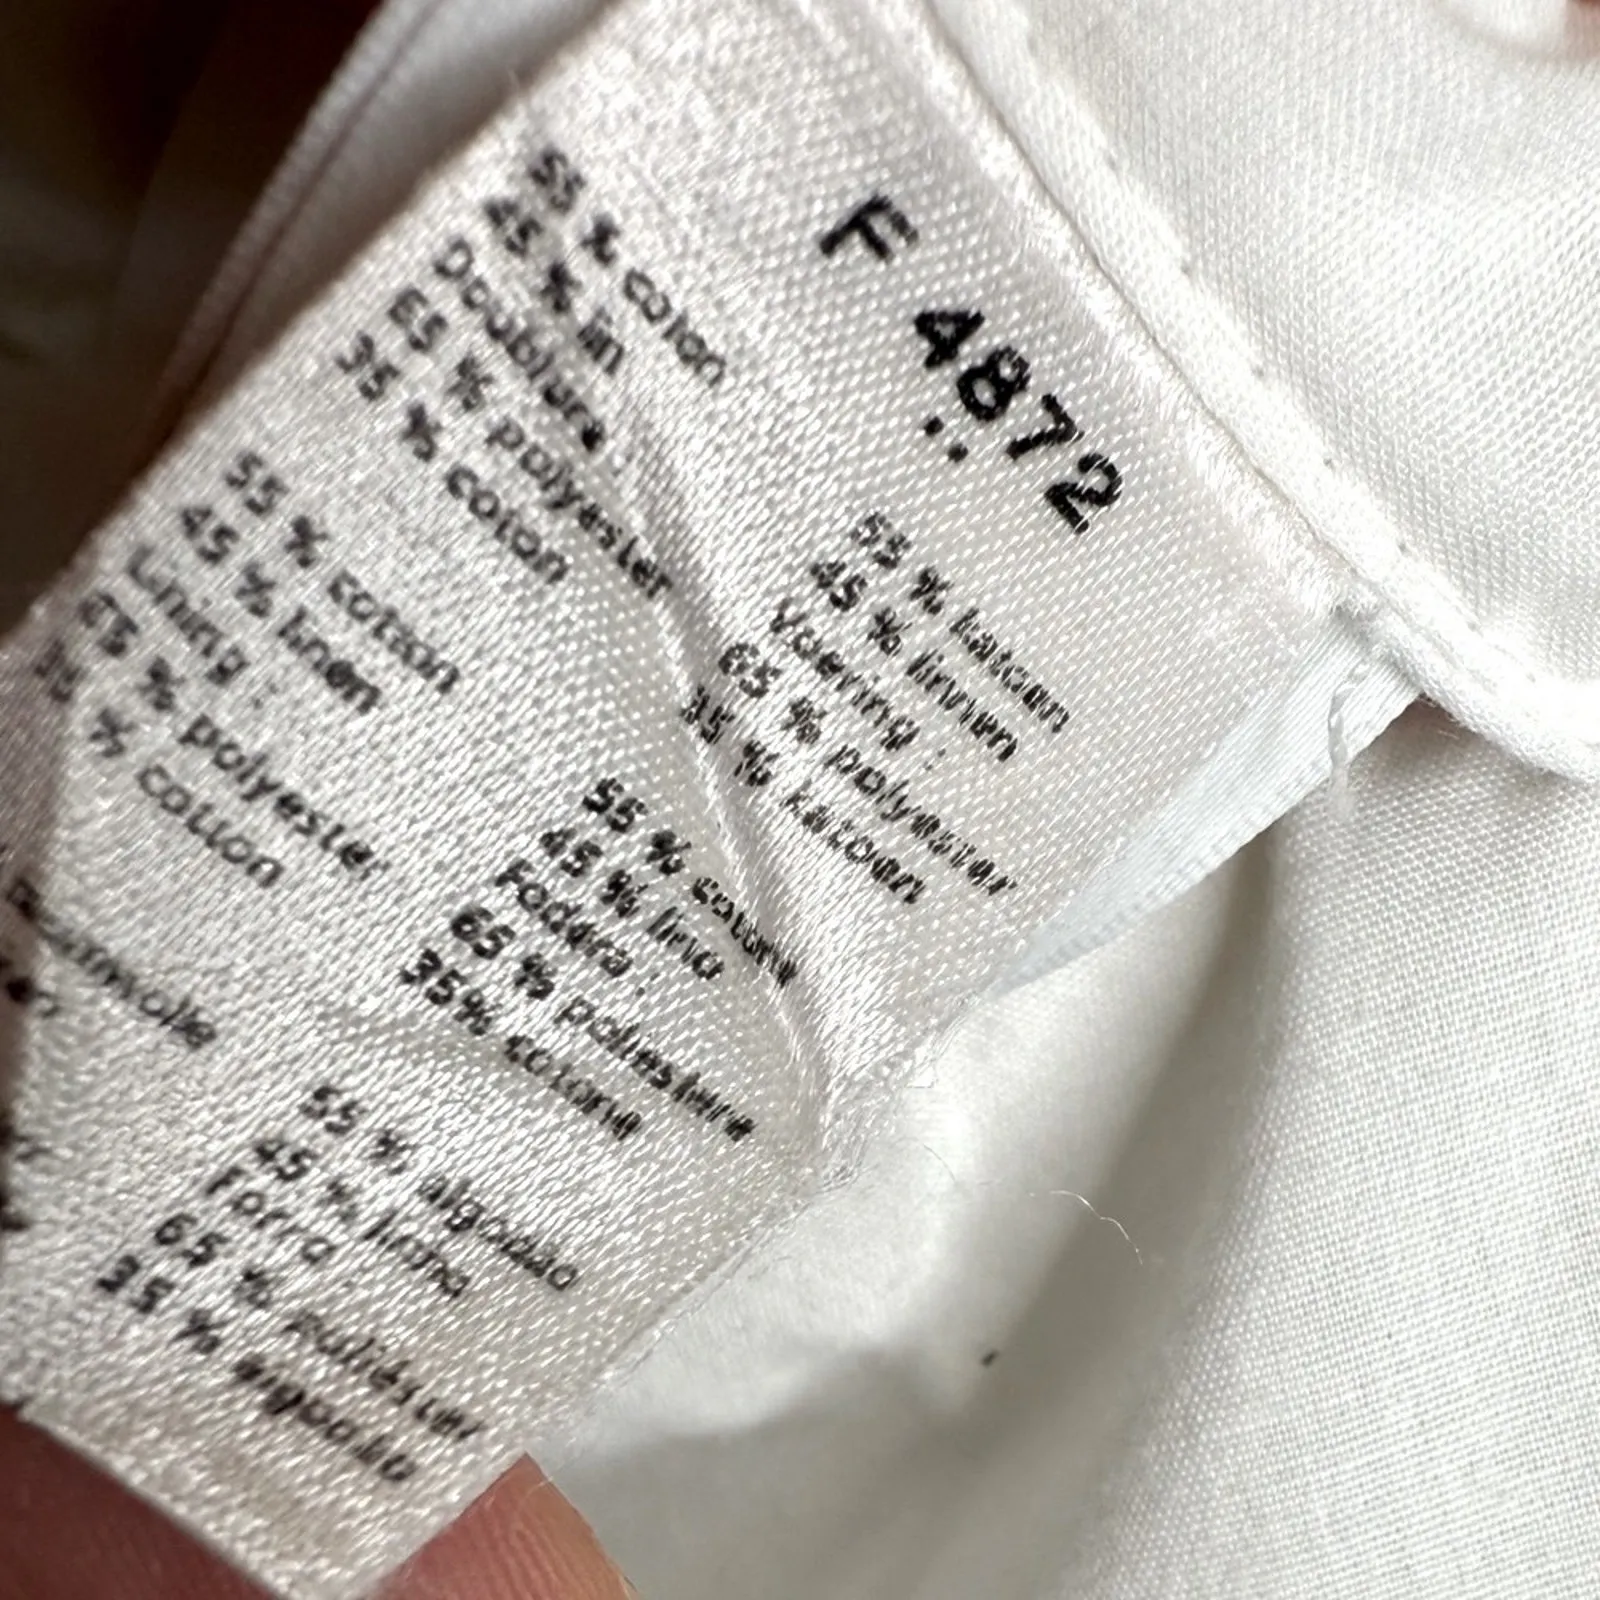 F 4872
55 % coton
45 % lin
Doublure :
65 % polyester
35 % coton
55 % katoen
45 % linnen
Voering :
65 % polyester
35 % katoen
55 % cotton
45 % linen
Lining :
65 % polyester
35 % cotton
55 % cotone
45 % lino
Fodera :
65 % poliestere
35% cotone
55 % algodão
45 % linho
Forro :
65 % poliéster
35 % algodão